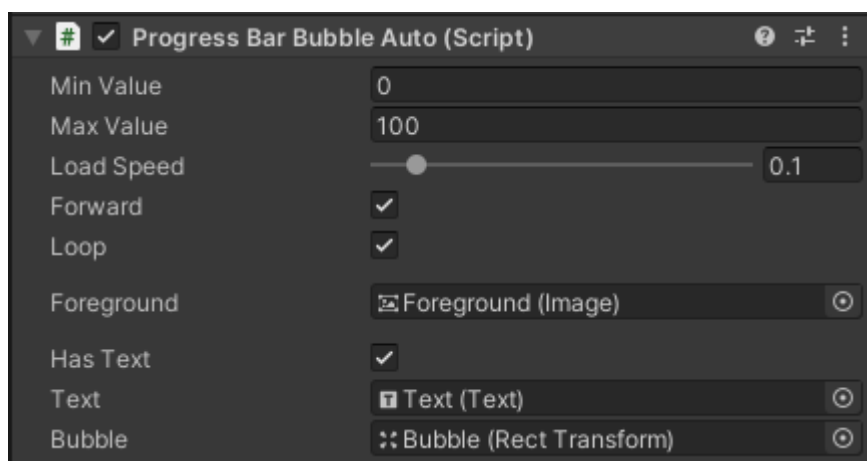 # Progress Bar Bubble Auto (Script)
Min Value 0
Max Value 100
Load Speed 0.1
Forward
Loop
Foreground Foreground (Image)
Has Text
Text T Text (Text)
Bubble Bubble (Rect Transform)